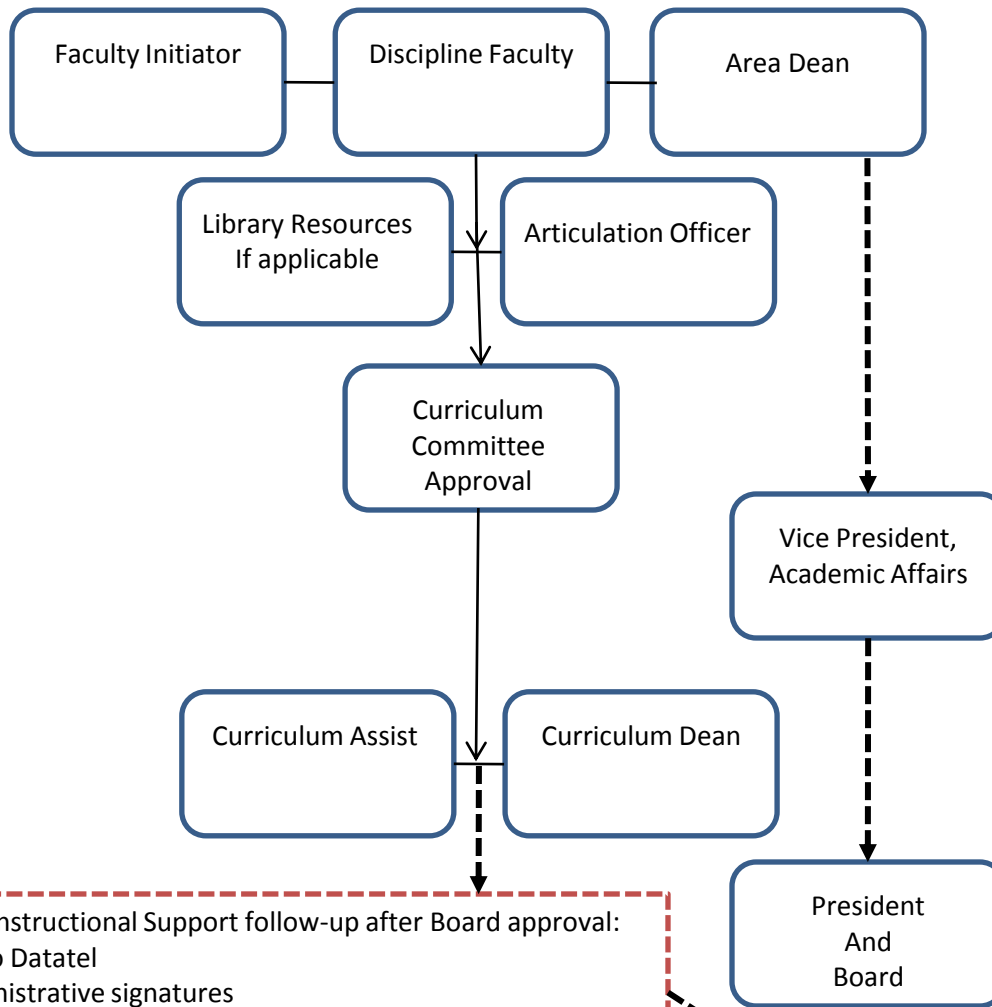 Faculty Initiator
Discipline Faculty
Area Dean
Library Resources
If applicable
Articulation Officer
Curriculum
Committee
Approval
Vice President,
Academic Affairs
Curriculum Assist
Curriculum Dean
President
And
Board
nstructional Support follow-up after Board approval:
Datatel
nistrative signatures